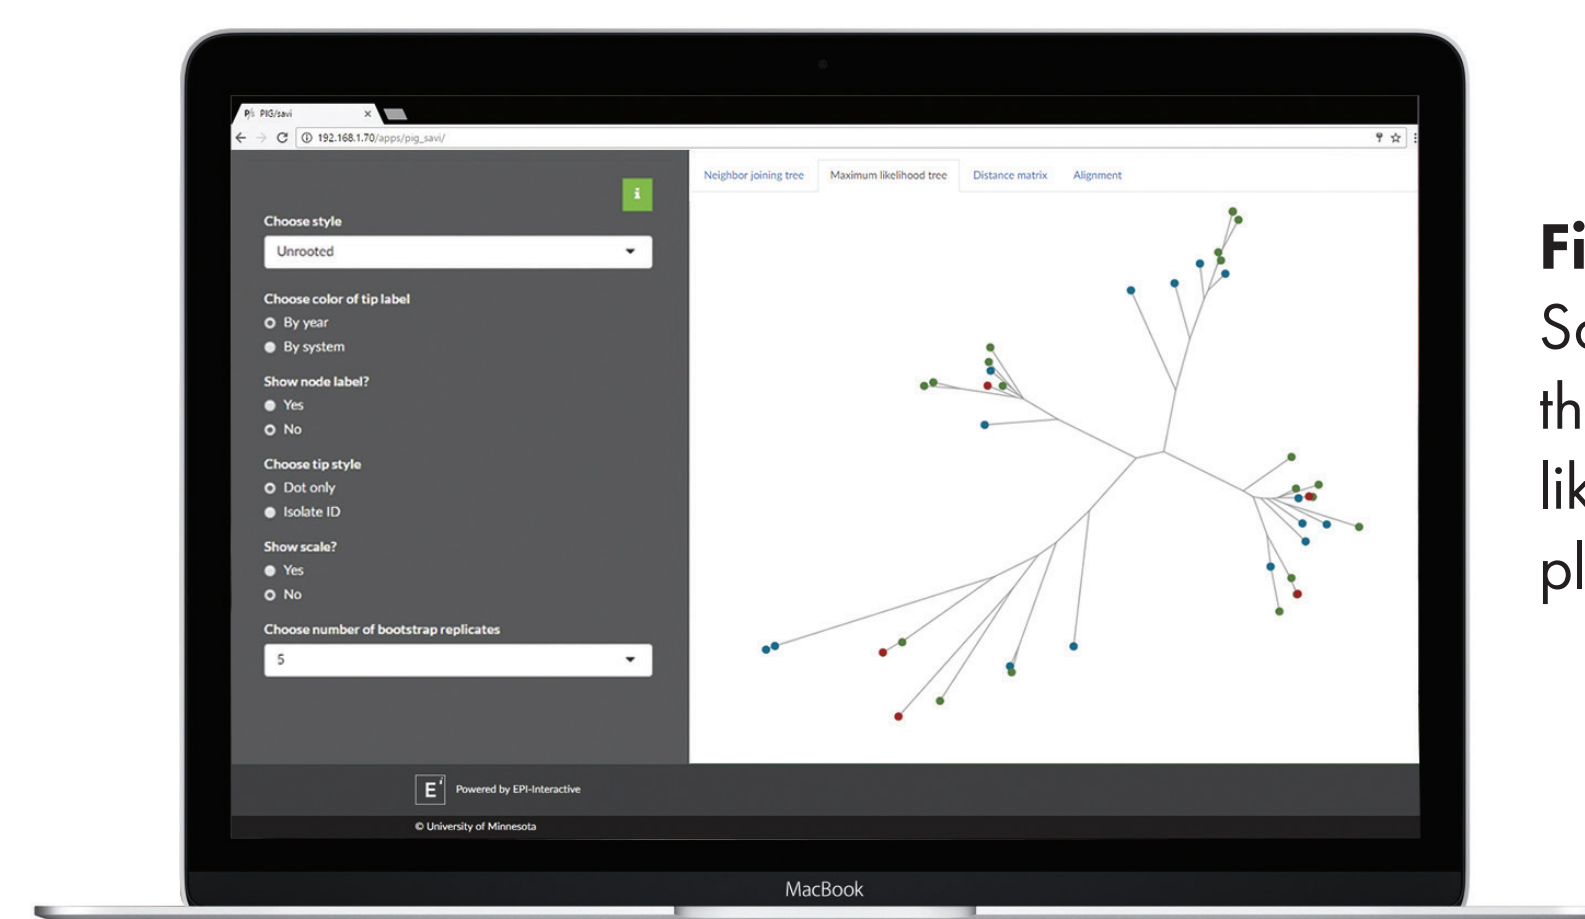 PIG/savi
192.168.1.70/apps/pig_savi/
Neighbor joining tree
Maximum likelihood tree
Distance matrix
Alignment
i
Choose style
Unrooted
Choose color of tip label
By year
By system
Show node label?
Yes
No
Choose tip style
Dot only
Isolate ID
Show scale?
Yes
No
Choose number of bootstrap replicates
5
E i Powered by EPI-Interactive
© University of Minnesota
MacBook
Fi
Sc
th
lik
pl